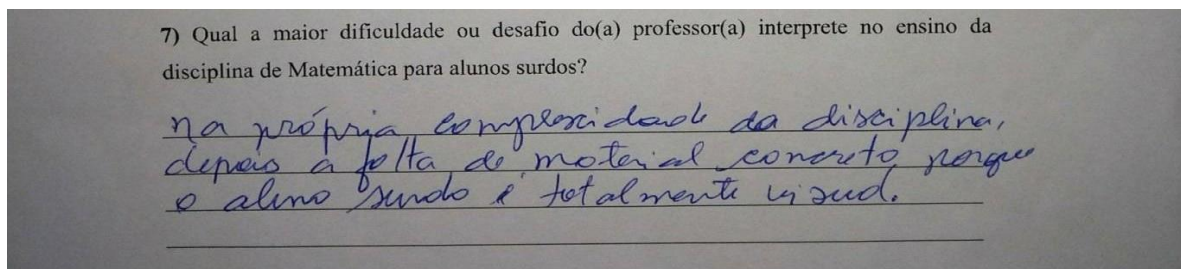 7) Qual a maior dificuldade ou desafio do(a) professor(a) interprete no ensino da
disciplina de Matemática para alunos surdos?
na própria complexidade da disciplina,
depois a falta de material concreto porque
o aluno surdo é totalmente visual.